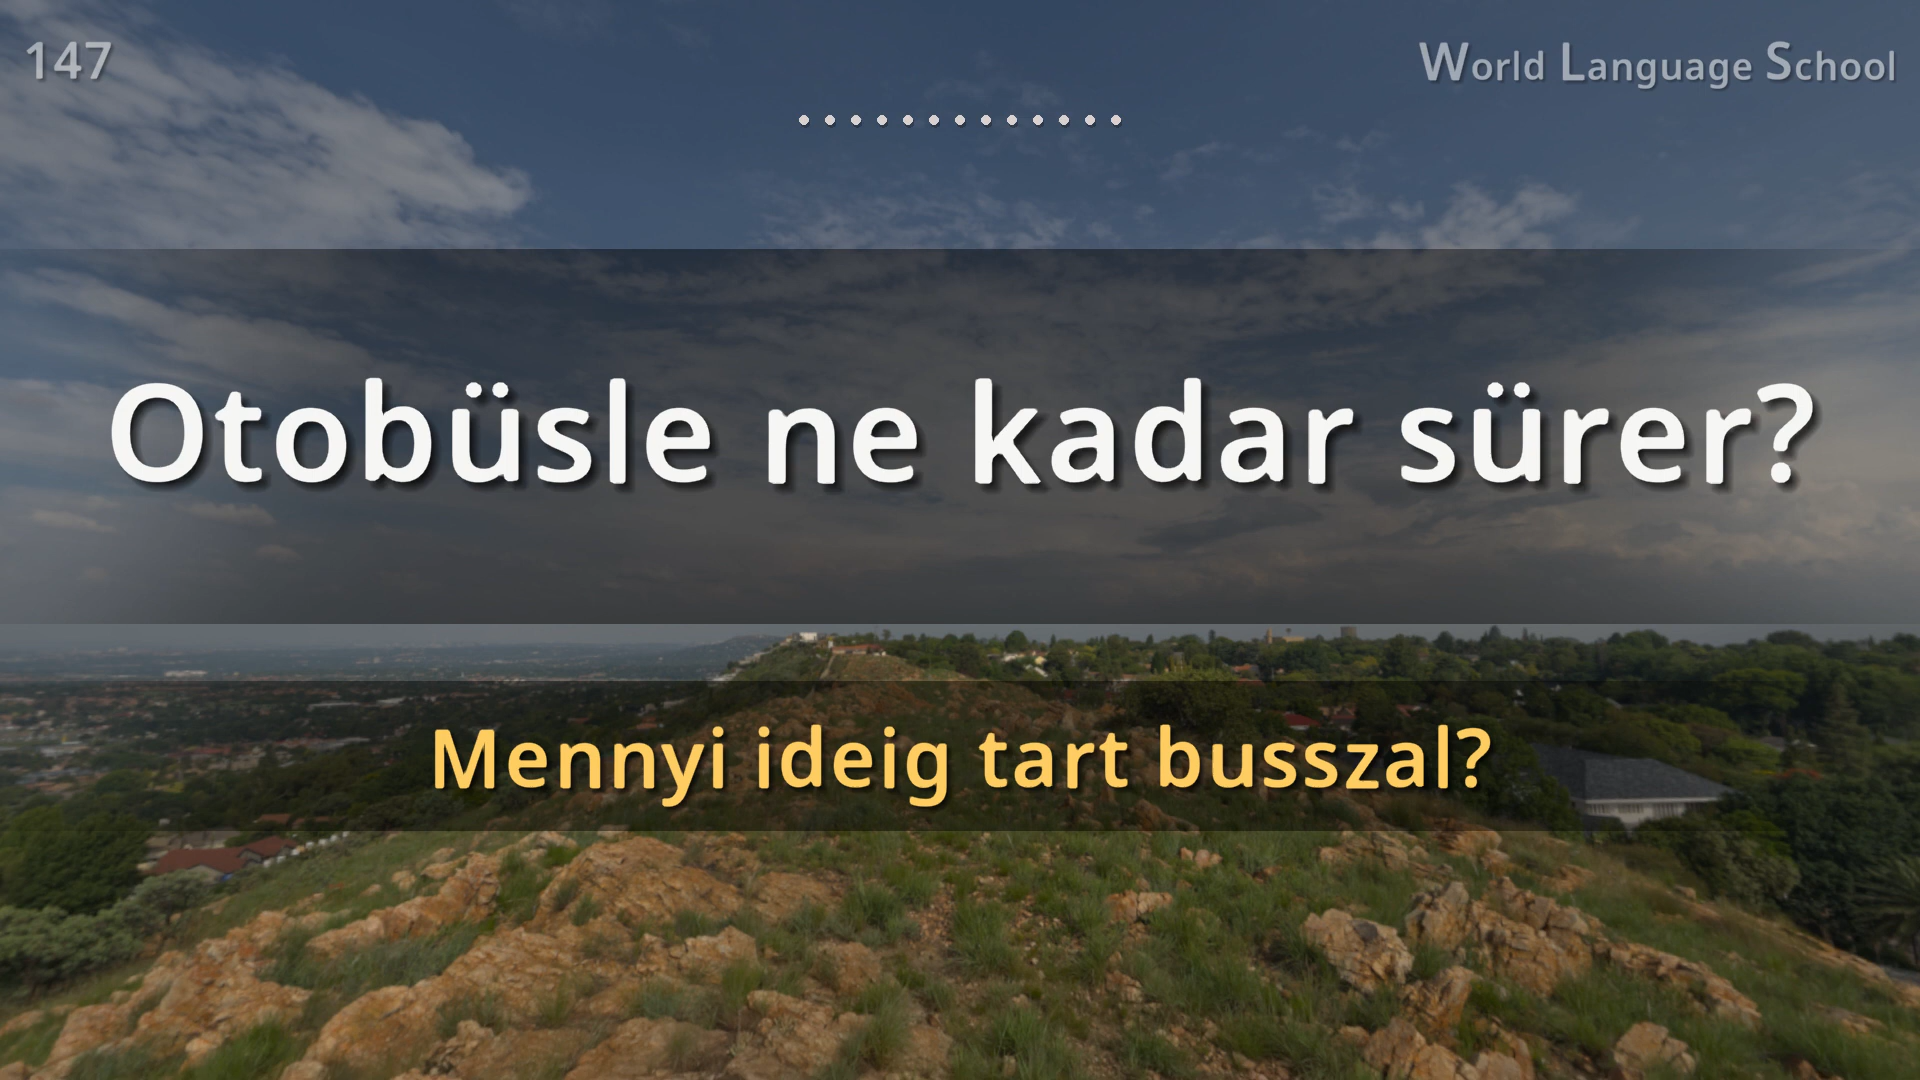 147
World Language School
Otobüsle ne kadar sürer?
Mennyi ideig tart busszal?